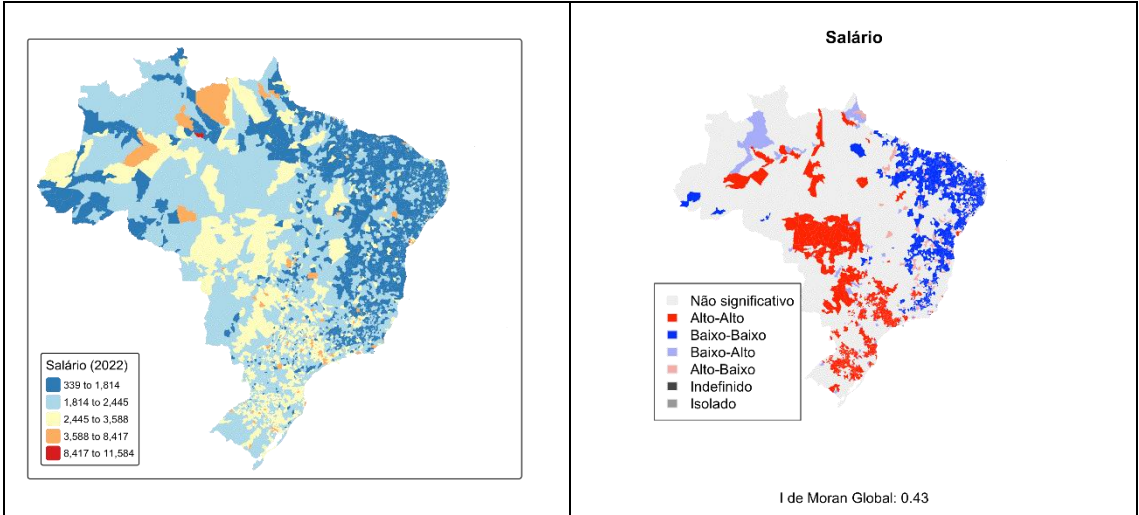 Salário (2022)
339 to 1,814
1,814 to 2,445
2,445 to 3,588
3,588 to 8,417
8,417 to 11,584
Salário
Não significativo
Alto-Alto
Baixo-Baixo
Baixo-Alto
Alto-Baixo
Indefinido
Isolado
I de Moran Global: 0.43